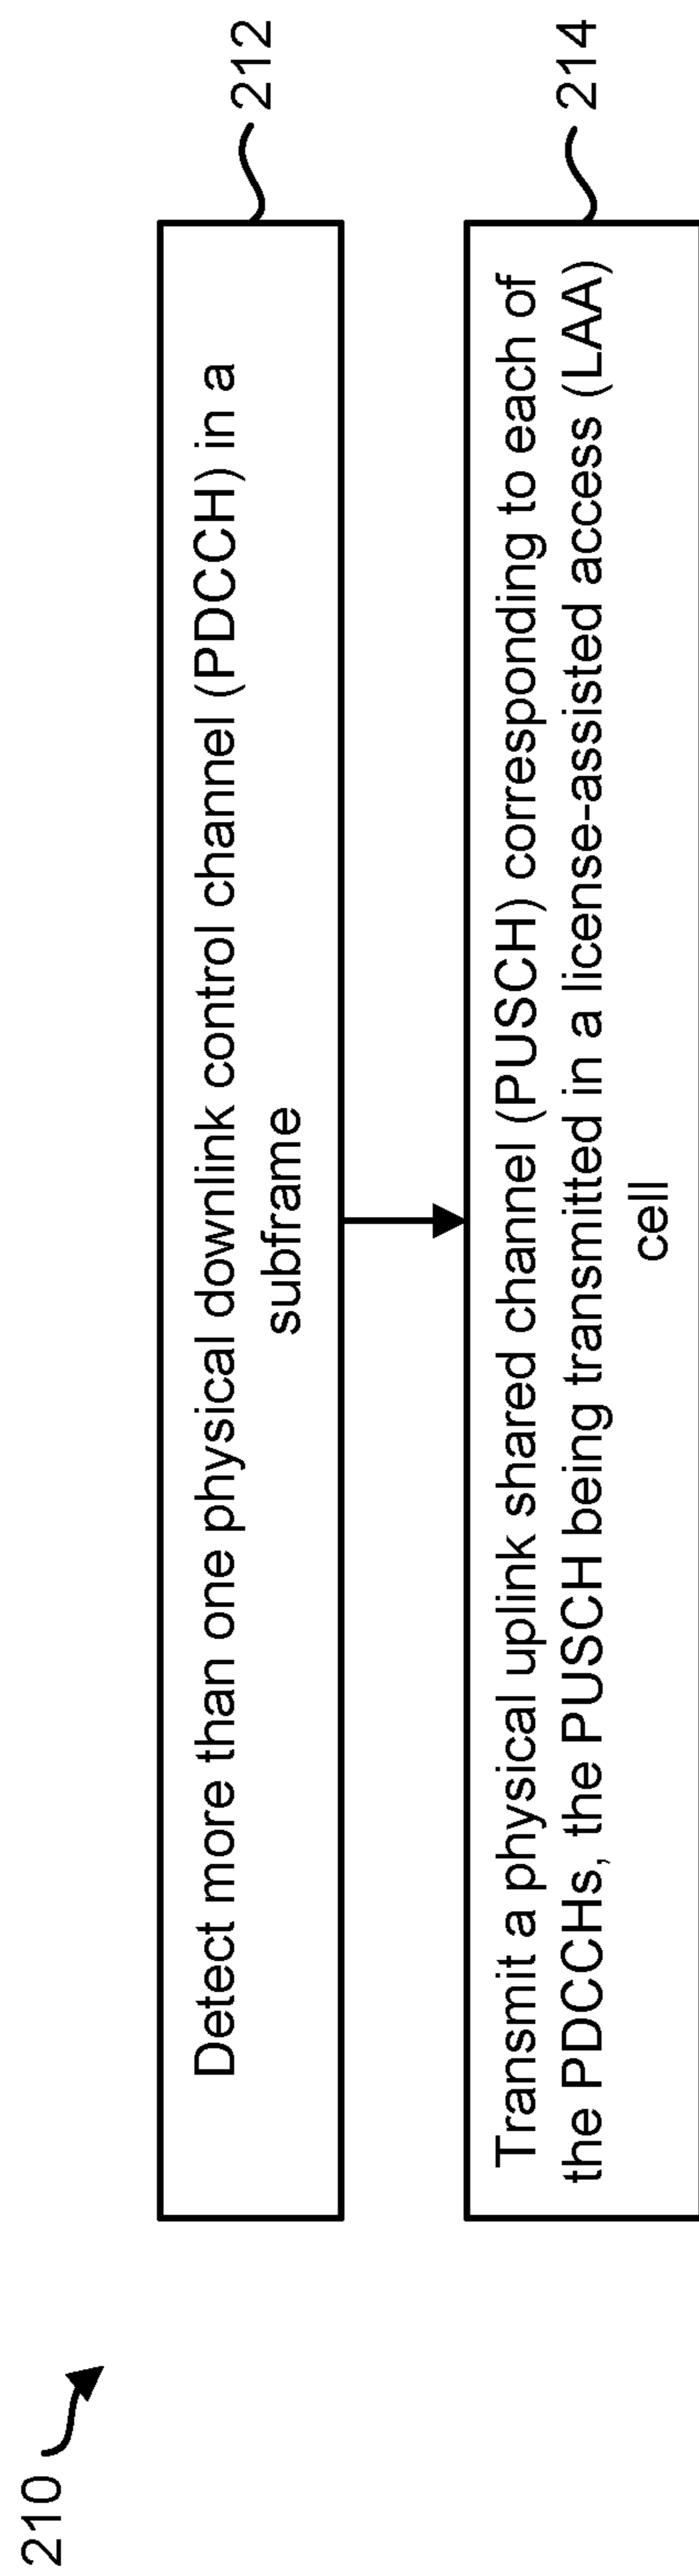 210
Detect more than one physical downlink control channel (PDCCH) in a
subframe
212
Transmit a physical uplink shared channel (PUSCH) corresponding to each of
the PDCCHs, the PUSCH being transmitted in a license-assisted access (LAA)
cell
214